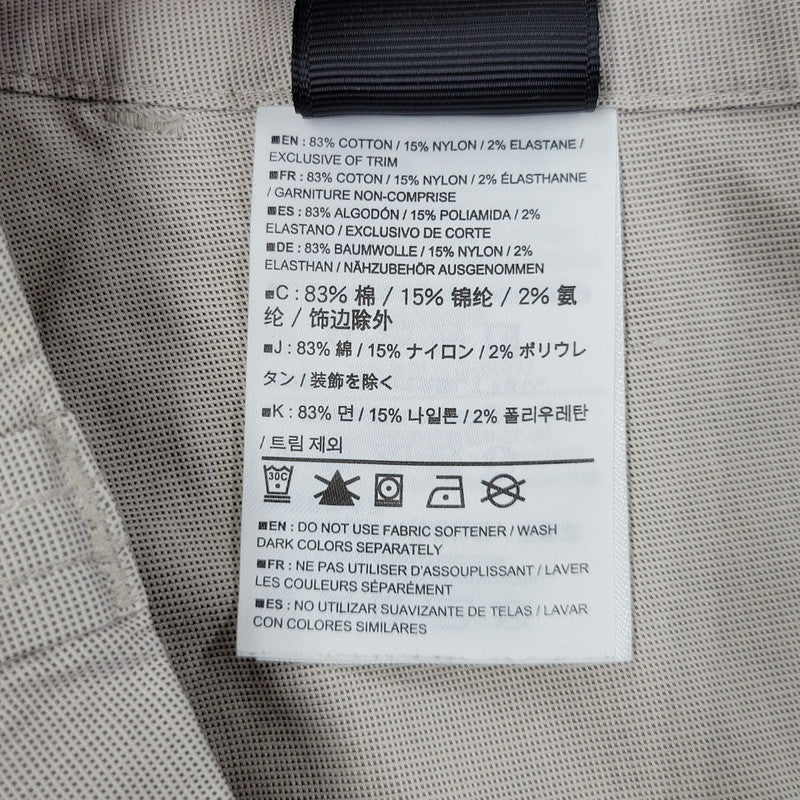 EN : 83% COTTON / 15% NYLON / 2% ELASTANE /
EXCLUSIVE OF TRIM
FR : 83% COTON / 15% NYLON / 2% ÉLASTHANNE
/ GARNITURE NON-COMPRISE
ES : 83% ALGODÓN / 15% POLIAMIDA / 2%
ELASTANO / EXCLUSIVO DE CORTE
DE : 83% BAUMWOLLE / 15% NYLON / 2%
ELASTHAN / NÄHZUBEHÖR AUSGENOMMEN
C : 83% 棉 / 15% 锦纶 / 2% 氨
纶 / 饰边除外
J : 83% 綿 / 15% ナイロン / 2% ポリウレ
タン / 装飾を除く
K : 83% 면 / 15% 나일론 / 2% 폴리우레탄
/ 트림 제외
30C
EN : DO NOT USE FABRIC SOFTENER / WASH
DARK COLORS SEPARATELY
FR : NE PAS UTILISER D'ASSOUPLISSANT / LAVER
LES COULEURS SÉPARÉMENT
ES : NO UTILIZAR SUAVIZANTE DE TELAS / LAVAR
CON COLORES SIMILARES